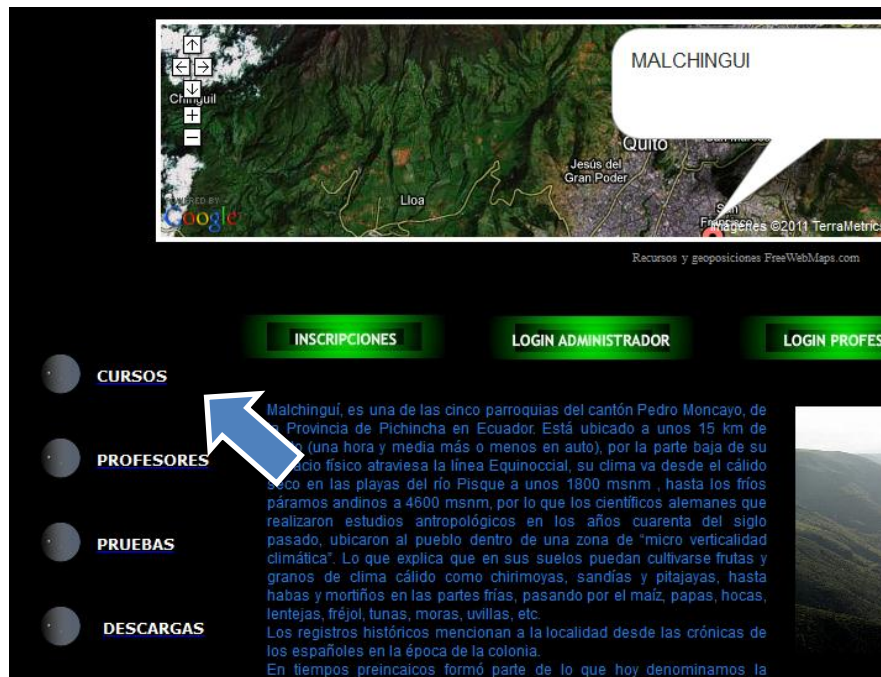 MALCHINGUI
Quito
Jesús del
Gran Poder
Lloa
San
Google
Imágenes ©2011 TerraMetrics
Recursos y geoposiciones FreeWebMaps.com
INSCRIPCIONES
LOGIN ADMINISTRADOR
LOGIN PROFES
CURSOS
PROFESORES
PRUEBAS
DESCARGAS
Malchinguí, es una de las cinco parroquias del cantón Pedro Moncayo, de
Provincia de Pichincha en Ecuador. Está ubicado a unos 15 km de
(una hora y media más o menos en auto), por la parte baja de su
físico atraviesa la línea Equinoccial, su clima va desde el cálido
seco en las playas del río Pisque a unos 1800 msnm , hasta los fríos
páramos andinos a 4600 msnm, por lo que los científicos alemanes que
realizaron estudios antropológicos en los años cuarenta del siglo
pasado, ubicaron al pueblo dentro de una zona de “micro verticalidad
climática”. Lo que explica que en sus suelos puedan cultivarse frutas y
granos de clima cálido como chirimoyas, sandías y pitajayas, hasta
habas y mortiños en las partes frías, pasando por el maíz, papas, hocas,
lentejas, fréjol, tunas, moras, uvillas, etc.
Los registros históricos mencionan a la localidad desde las crónicas de
los españoles en la época de la colonia.
En tiempos preincaicos formó parte de lo que hoy denominamos la